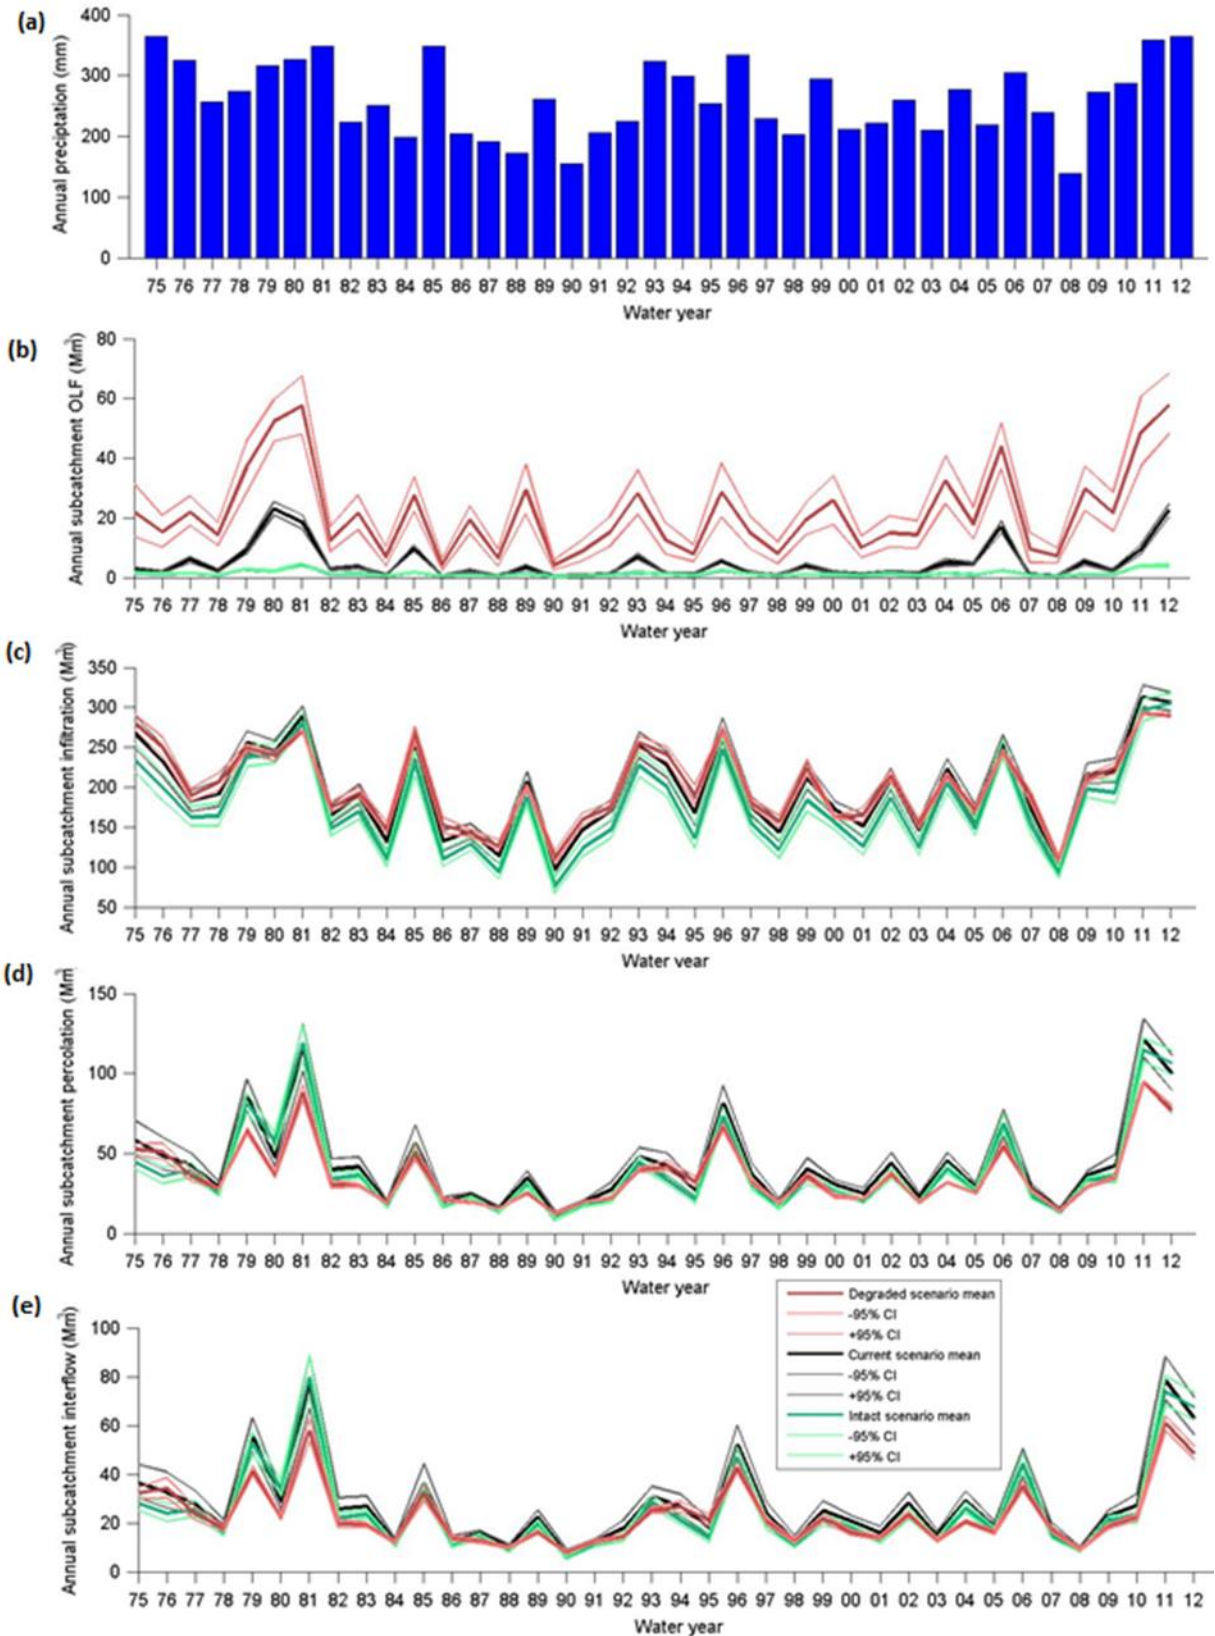 (a)
Annual preciptation (mm)
400
300
200
100
0
75 76 77 78 79 80 81 82 83 84 85 86 87 88 89 90 91 92 93 94 95 96 97 98 99 00 01 02 03 04 05 06 07 08 09 10 11 12
Water year
(b)
Annual subcatchment OLF (Mm³)
80
60
40
20
0
75 76 77 78 79 80 81 82 83 84 85 86 87 88 89 90 91 92 93 94 95 96 97 98 99 00 01 02 03 04 05 06 07 08 09 10 11 12
Water year
(c)
Annual subcatchment infiltration (Mm³)
350
300
250
200
150
100
50
75 76 77 78 79 80 81 82 83 84 85 86 87 88 89 90 91 92 93 94 95 96 97 98 99 00 01 02 03 04 05 06 07 08 09 10 11 12
Water year
(d)
Annual subcatchment percolation (Mm³)
150
100
50
0
75 76 77 78 79 80 81 82 83 84 85 86 87 88 89 90 91 92 93 94 95 96 97 98 99 00 01 02 03 04 05 06 07 08 09 10 11 12
Water year
(e)
Annual subcatchment interflow (Mm³)
100
80
60
40
20
0
Degraded scenario mean
-95% CI
+95% CI
Current scenario mean
-95% CI
+95% CI
Intact scenario mean
-95% CI
+95% CI
75 76 77 78 79 80 81 82 83 84 85 86 87 88 89 90 91 92 93 94 95 96 97 98 99 00 01 02 03 04 05 06 07 08 09 10 11 12
Water year